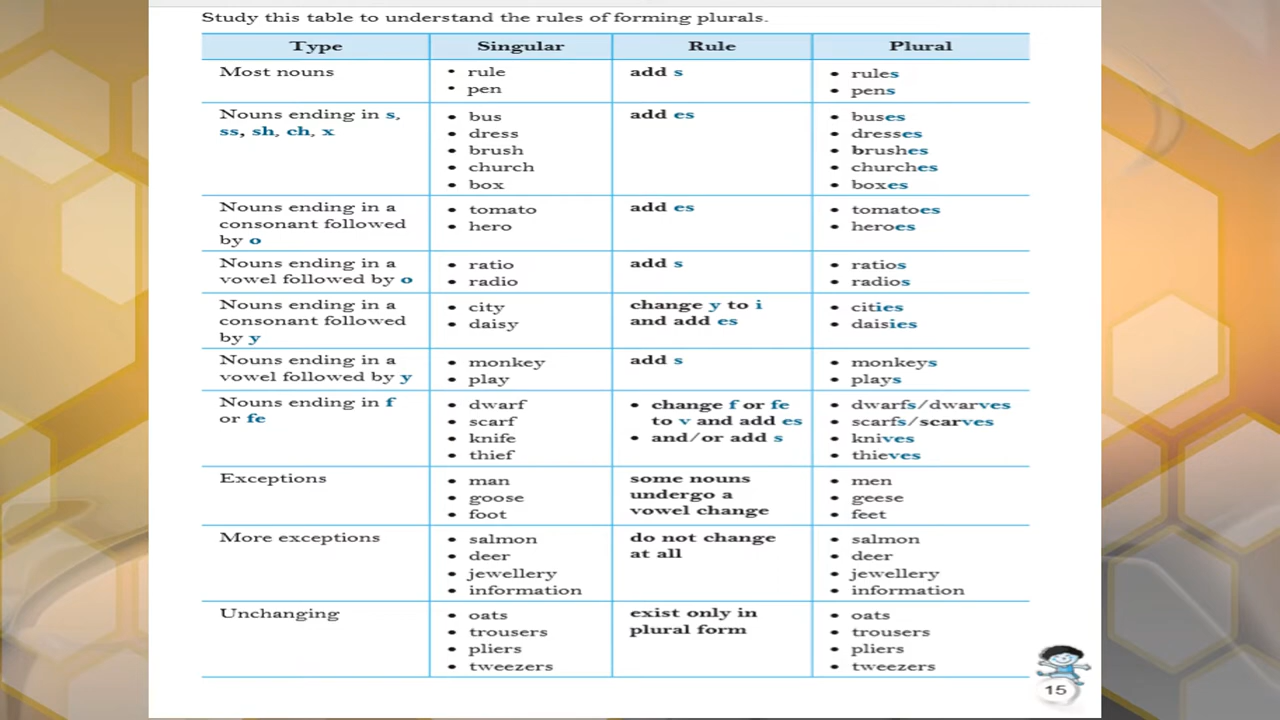 Study this table to understand the rules of forming plurals.
Type Singular Rule Plural
Most nouns • rule add s • rules
• pen • pens
Nouns ending in s, • bus add es • buses
ss, sh, ch, x • dress • dresses
• brush • brushes
• church • churches
• box • boxes
Nouns ending in a • tomato add es • tomatoes
consonant followed • hero • heroes
by o
Nouns ending in a • ratio add s • ratios
vowel followed by o • radio • radios
Nouns ending in a • city change y to i • cities
consonant followed • daisy and add es • daisies
by y
Nouns ending in a • monkey add s • monkeys
vowel followed by y • play • plays
Nouns ending in f • dwarf • change f or fe • dwarfs/dwarves
or fe • scarf to v and add es • scarfs/scarves
• knife • and/or add s • knives
• thief • thieves
Exceptions • man some nouns • men
• goose undergo a • geese
• foot vowel change • feet
More exceptions • salmon do not change • salmon
• deer at all • deer
• jewellery • jewellery
• information • information
Unchanging • oats exist only in • oats
• trousers plural form • trousers
• pliers • pliers
• tweezers • tweezers
15